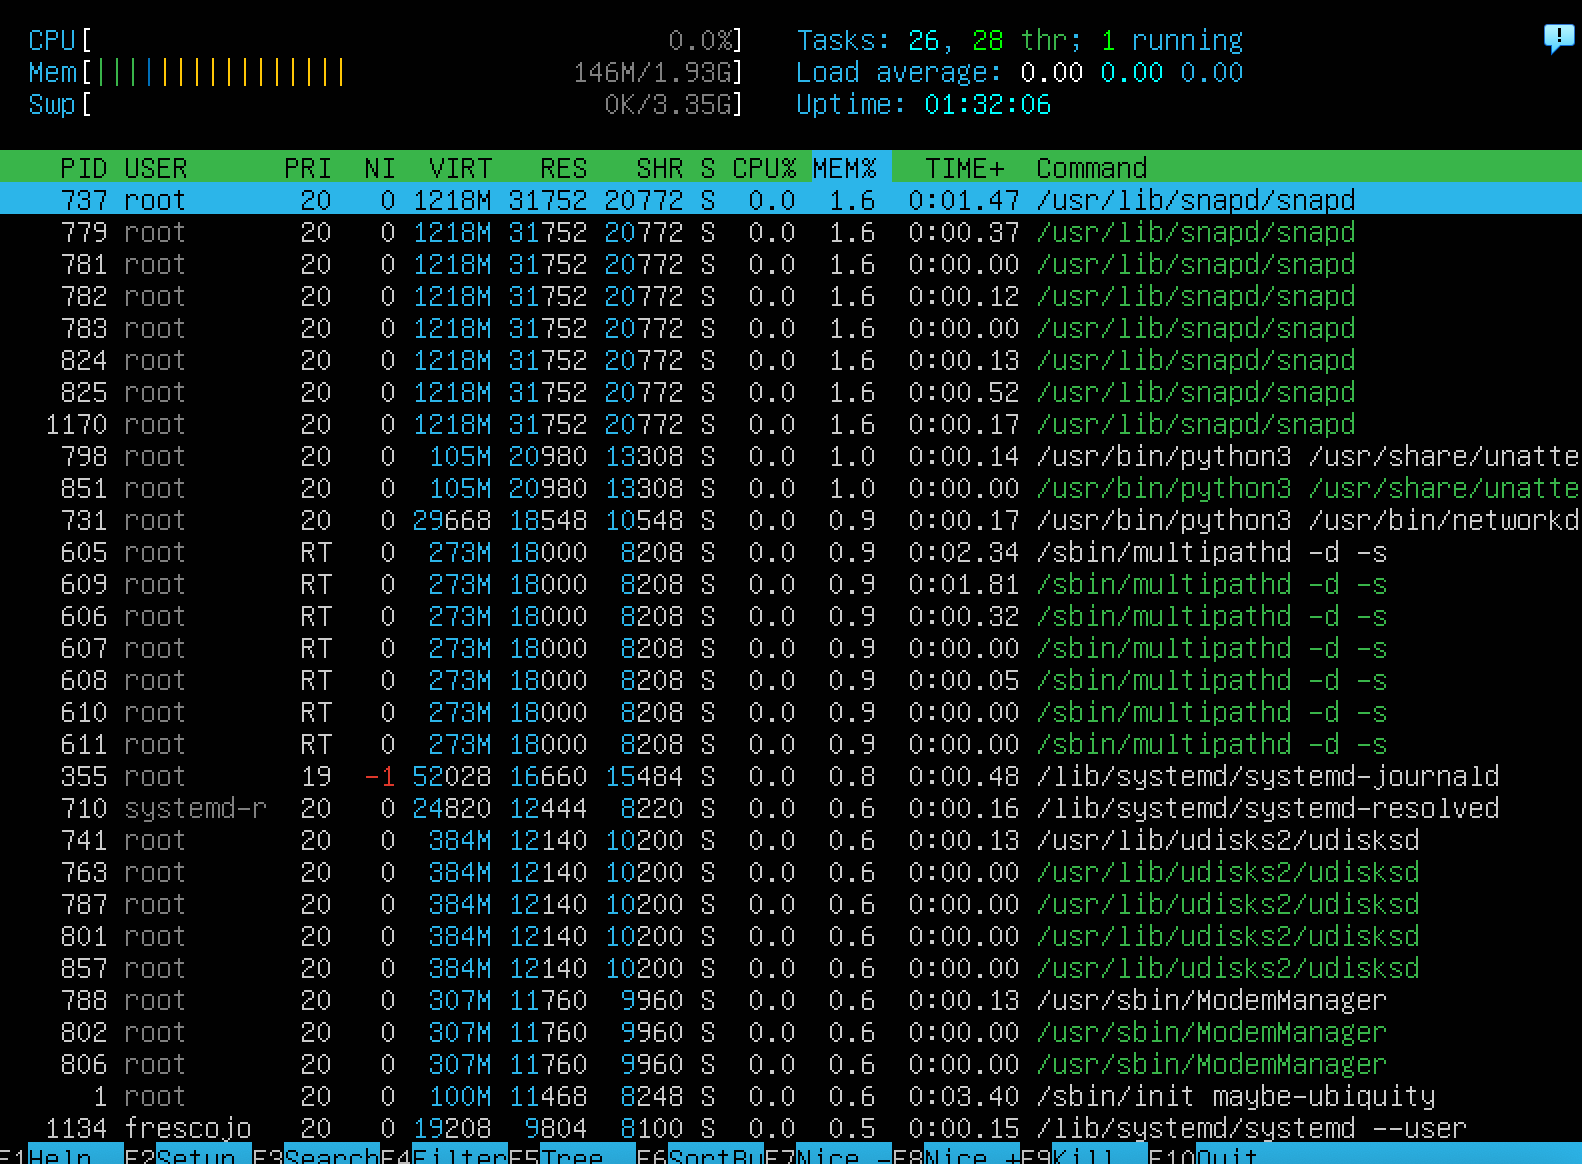 CPU[ 0.0%] Tasks: 26, 28 thr; 1 running
Mem[|||||||||||||||||||| 146M/1.93G] Load average: 0.00 0.00 0.00
Swp[ 0K/3.35G] Uptime: 01:32:06
PID USER PRI NI VIRT RES SHR S CPU% MEM% TIME+ Command
737 root 20 0 1218M 31752 20772 S 0.0 1.6 0:01.47 /usr/lib/snapd/snapd
779 root 20 0 1218M 31752 20772 S 0.0 1.6 0:00.37 /usr/lib/snapd/snapd
781 root 20 0 1218M 31752 20772 S 0.0 1.6 0:00.00 /usr/lib/snapd/snapd
782 root 20 0 1218M 31752 20772 S 0.0 1.6 0:00.12 /usr/lib/snapd/snapd
783 root 20 0 1218M 31752 20772 S 0.0 1.6 0:00.00 /usr/lib/snapd/snapd
824 root 20 0 1218M 31752 20772 S 0.0 1.6 0:00.13 /usr/lib/snapd/snapd
825 root 20 0 1218M 31752 20772 S 0.0 1.6 0:00.52 /usr/lib/snapd/snapd
1170 root 20 0 1218M 31752 20772 S 0.0 1.6 0:00.17 /usr/lib/snapd/snapd
798 root 20 0 105M 20980 13308 S 0.0 1.0 0:00.14 /usr/bin/python3 /usr/share/unatte
851 root 20 0 105M 20980 13308 S 0.0 1.0 0:00.00 /usr/bin/python3 /usr/share/unatte
731 root 20 0 29668 18548 10548 S 0.0 0.9 0:00.17 /usr/bin/python3 /usr/bin/networkd
605 root RT 0 273M 18000 8208 S 0.0 0.9 0:02.34 /sbin/multipathd -d -s
609 root RT 0 273M 18000 8208 S 0.0 0.9 0:01.81 /sbin/multipathd -d -s
606 root RT 0 273M 18000 8208 S 0.0 0.9 0:00.32 /sbin/multipathd -d -s
607 root RT 0 273M 18000 8208 S 0.0 0.9 0:00.00 /sbin/multipathd -d -s
608 root RT 0 273M 18000 8208 S 0.0 0.9 0:00.05 /sbin/multipathd -d -s
610 root RT 0 273M 18000 8208 S 0.0 0.9 0:00.00 /sbin/multipathd -d -s
611 root RT 0 273M 18000 8208 S 0.0 0.9 0:00.00 /sbin/multipathd -d -s
355 root 19 -1 52028 16660 15484 S 0.0 0.8 0:00.48 /lib/systemd/systemd-journald
710 systemd-r 20 0 24820 12444 8220 S 0.0 0.6 0:00.16 /lib/systemd/systemd-resolved
741 root 20 0 384M 12140 10200 S 0.0 0.6 0:00.13 /usr/lib/udisks2/udisksd
763 root 20 0 384M 12140 10200 S 0.0 0.6 0:00.00 /usr/lib/udisks2/udisksd
787 root 20 0 384M 12140 10200 S 0.0 0.6 0:00.00 /usr/lib/udisks2/udisksd
801 root 20 0 384M 12140 10200 S 0.0 0.6 0:00.00 /usr/lib/udisks2/udisksd
857 root 20 0 384M 12140 10200 S 0.0 0.6 0:00.00 /usr/lib/udisks2/udisksd
788 root 20 0 307M 11760 9960 S 0.0 0.6 0:00.13 /usr/sbin/ModemManager
802 root 20 0 307M 11760 9960 S 0.0 0.6 0:00.00 /usr/sbin/ModemManager
806 root 20 0 307M 11760 9960 S 0.0 0.6 0:00.00 /usr/sbin/ModemManager
1 root 20 0 100M 11468 8248 S 0.0 0.6 0:03.40 /sbin/init maybe-ubiquity
1134 frescojo 20 0 19208 9804 8100 S 0.0 0.5 0:00.15 /lib/systemd/systemd --user
F1Help F2Setup F3SearchF4FilterF5Tree F6SortByF7Nice -F8Nice +F9Kill F10Quit